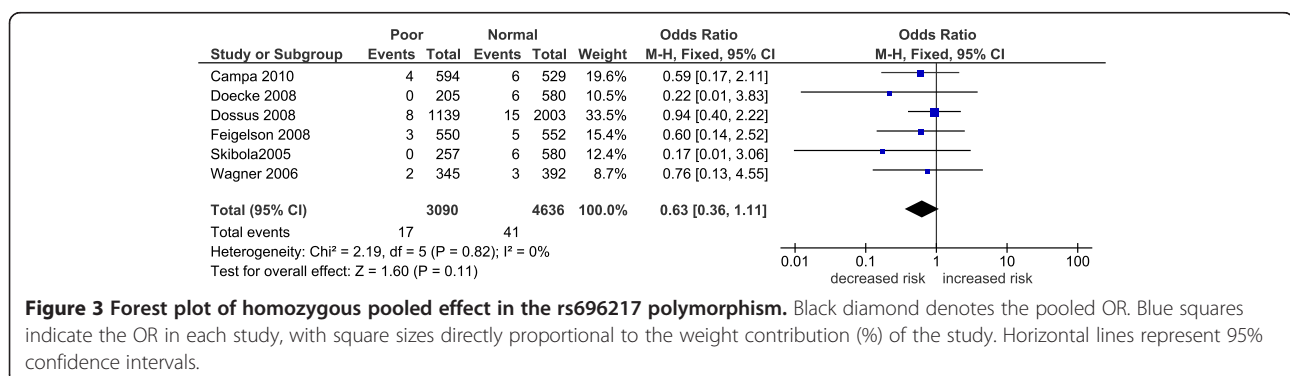 Poor Normal Odds Ratio Odds Ratio
Study or Subgroup Events Total Events Total Weight M-H, Fixed, 95% CI M-H, Fixed, 95% CI
Campa 2010 4 594 6 529 19.6% 0.59 [0.17, 2.11]
Doecke 2008 0 205 6 580 10.5% 0.22 [0.01, 3.83]
Dossus 2008 8 1139 15 2003 33.5% 0.94 [0.40, 2.22]
Feigelson 2008 3 550 5 552 15.4% 0.60 [0.14, 2.52]
Skibola2005 0 257 6 580 12.4% 0.17 [0.01, 3.06]
Wagner 2006 2 345 3 392 8.7% 0.76 [0.13, 4.55]
Total (95% CI) 3090 4636 100.0% 0.63 [0.36, 1.11]
Total events 17 41
Heterogeneity: Chi² = 2.19, df = 5 (P = 0.82); I² = 0%
Test for overall effect: Z = 1.60 (P = 0.11)
0.01 0.1 1 10 100
decreased risk increased risk
Figure 3 Forest plot of homozygous pooled effect in the rs696217 polymorphism. Black diamond denotes the pooled OR. Blue squares
indicate the OR in each study, with square sizes directly proportional to the weight contribution (%) of the study. Horizontal lines represent 95%
confidence intervals.